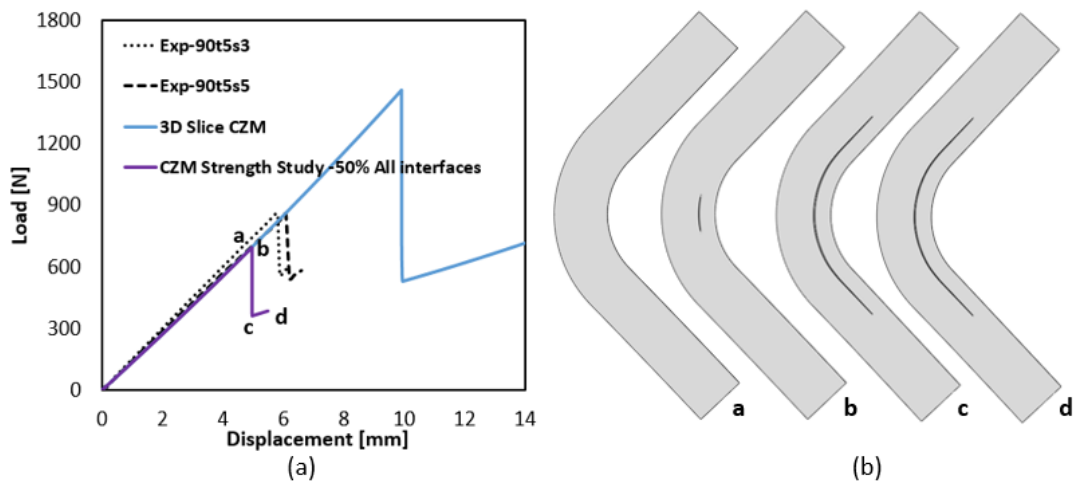 1800
1500
1200
900
600
300
0
Load [N]
Exp-90t5s3
Exp-90t5s5
3D Slice CZM
CZM Strength Study -50% All interfaces
a
b
c
d
0 2 4 6 8 10 12 14
Displacement [mm]
(a)
a b c d
(b)